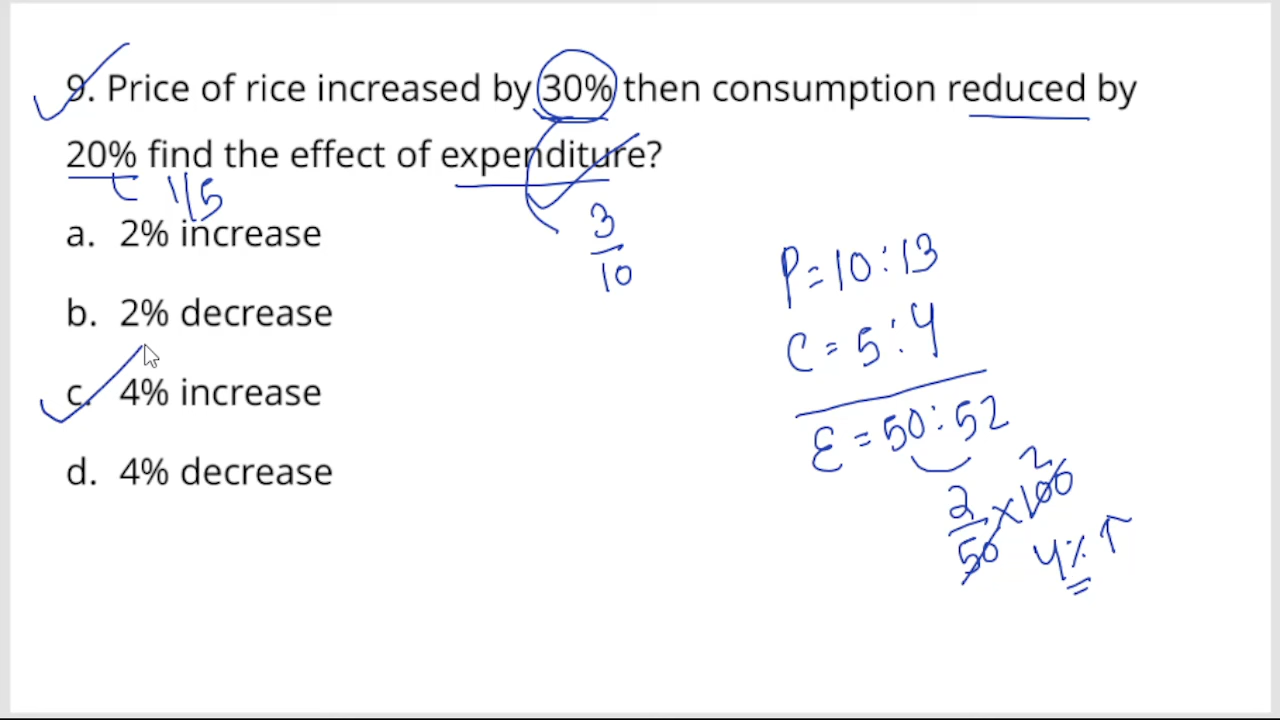 9. Price of rice increased by 30% then consumption reduced by
20% find the effect of expenditure?
1/5
a. 2% increase
3/10
b. 2% decrease
c. 4% increase
d. 4% decrease
P = 10 : 13
C = 5 : 4
E = 50 : 52
2/50 × 100 2
4% ↑